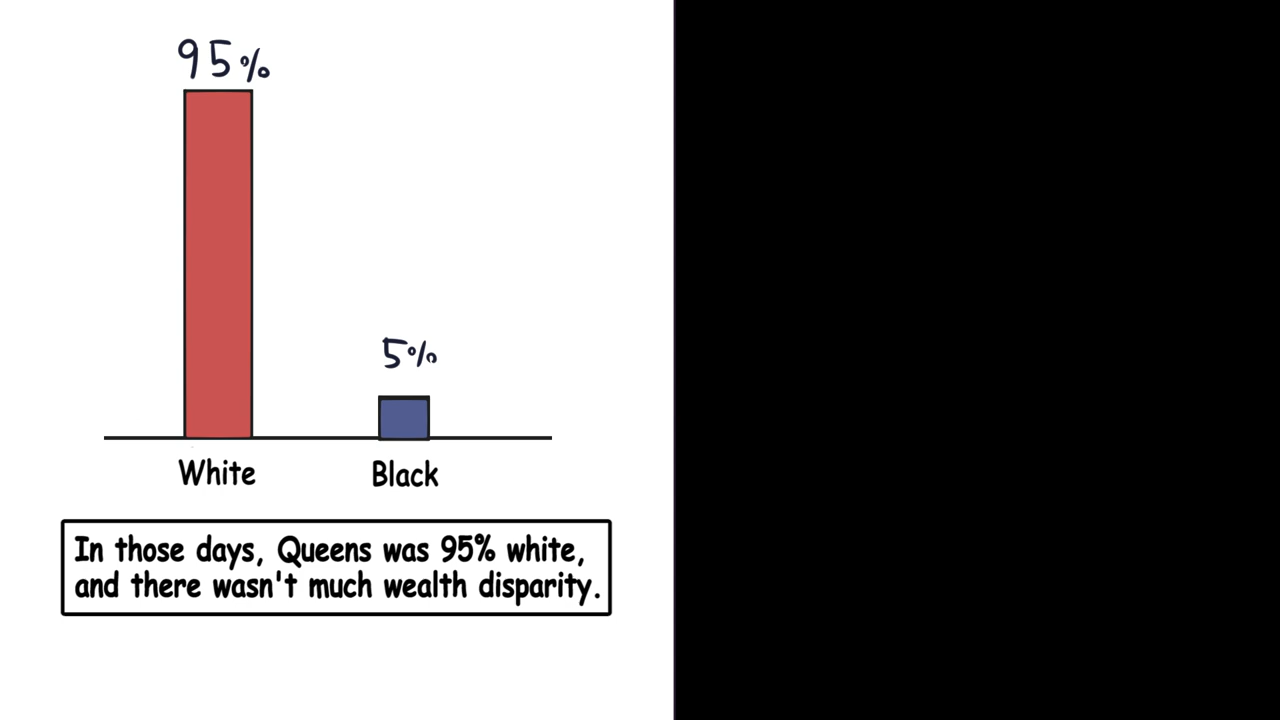 95%
5%
White
Black
In those days, Queens was 95% white,
and there wasn't much wealth disparity.